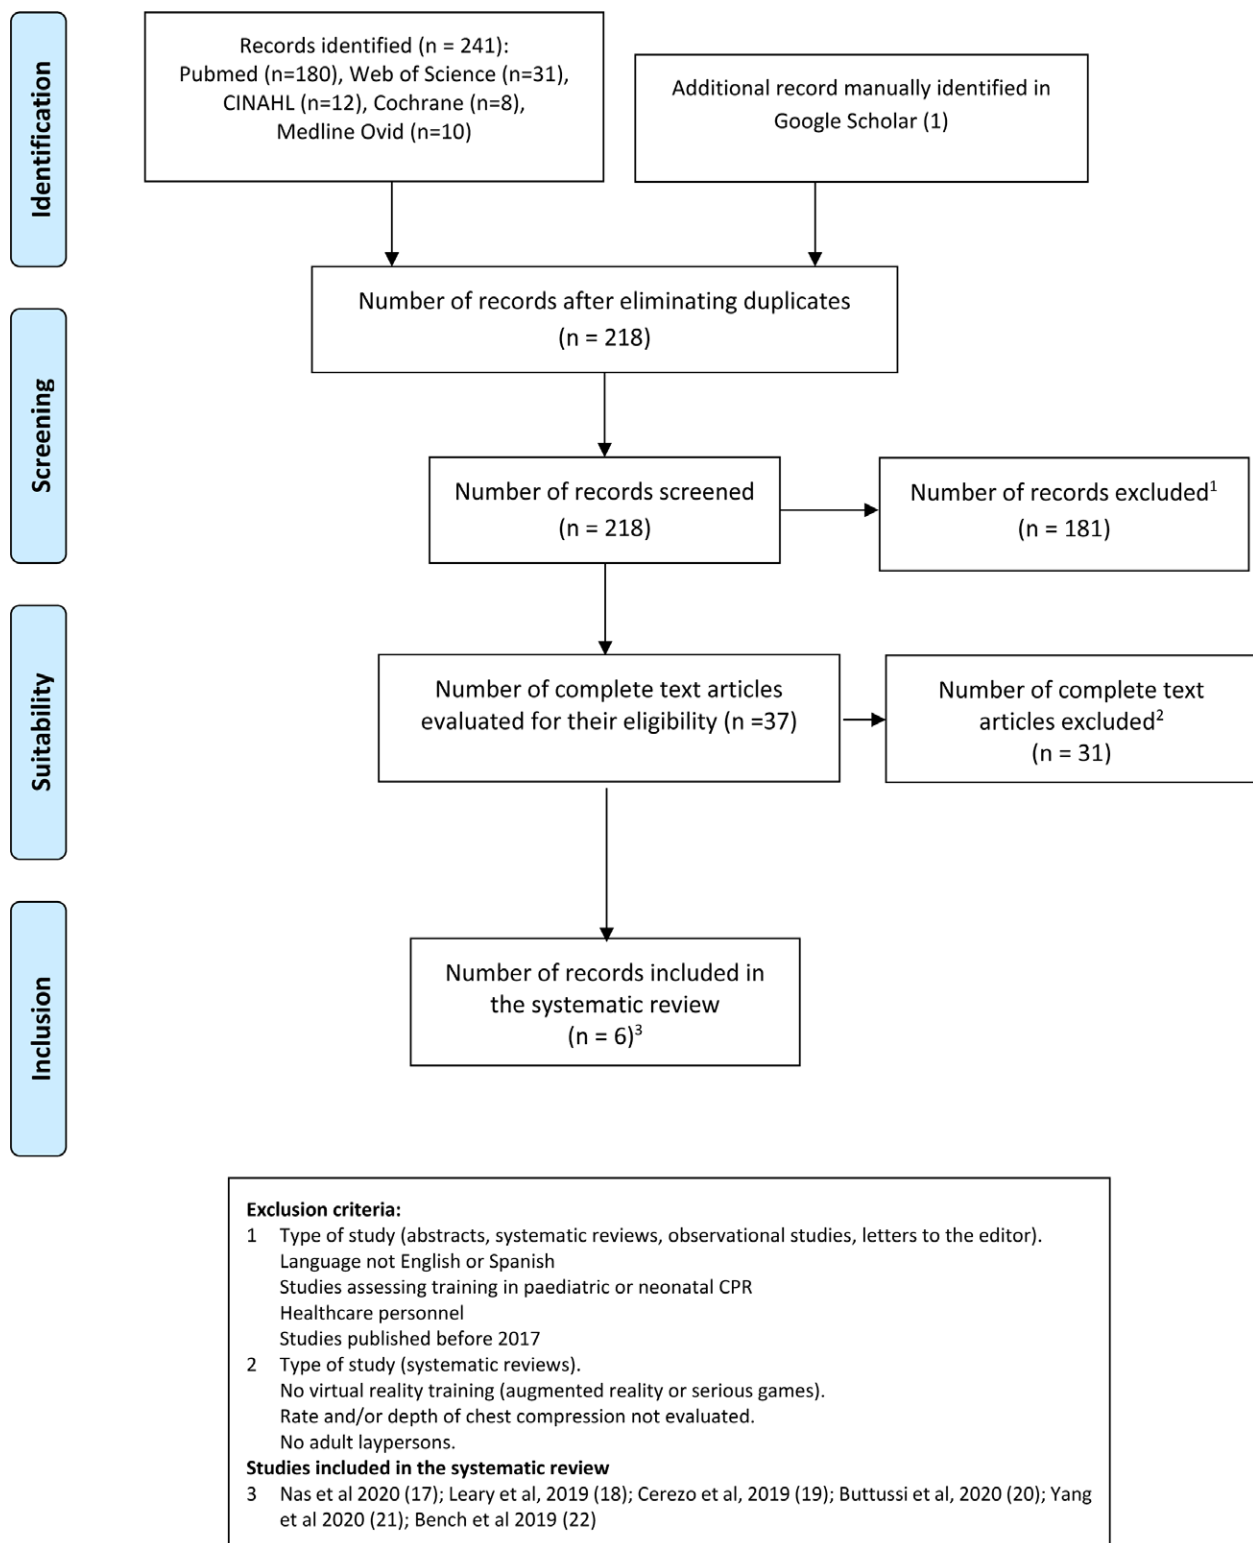 Identification
Records identified (n = 241):
Pubmed (n=180), Web of Science (n=31),
CINAHL (n=12), Cochrane (n=8),
Medline Ovid (n=10)
Additional record manually identified in
Google Scholar (1)
Number of records after eliminating duplicates
(n = 218)
Screening
Number of records screened
(n = 218)
Number of records excluded¹
(n = 181)
Suitability
Number of complete text articles
evaluated for their eligibility (n =37)
Number of complete text
articles excluded²
(n = 31)
Inclusion
Number of records included in
the systematic review
(n = 6)³
Exclusion criteria:
1 Type of study (abstracts, systematic reviews, observational studies, letters to the editor).
Language not English or Spanish
Studies assessing training in paediatric or neonatal CPR
Healthcare personnel
Studies published before 2017
2 Type of study (systematic reviews).
No virtual reality training (augmented reality or serious games).
Rate and/or depth of chest compression not evaluated.
No adult laypersons.
Studies included in the systematic review
3 Nas et al 2020 (17); Leary et al, 2019 (18); Cerezo et al, 2019 (19); Buttussi et al, 2020 (20); Yang
et al 2020 (21); Bench et al 2019 (22)